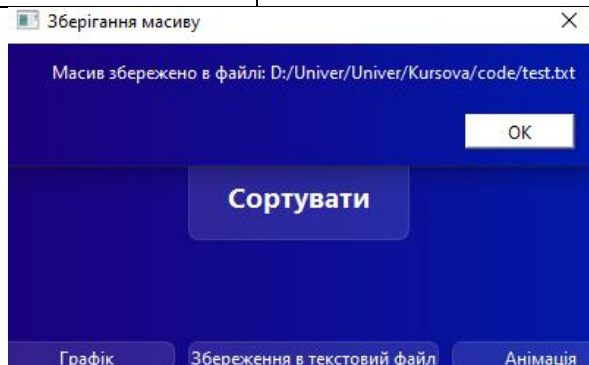 Зберігання масиву
Масив збережено в файлі: D:/Univer/Univer/Kursova/code/test.txt
OK
Сортувати
Графік
Збереження в текстовий файл
Анімація